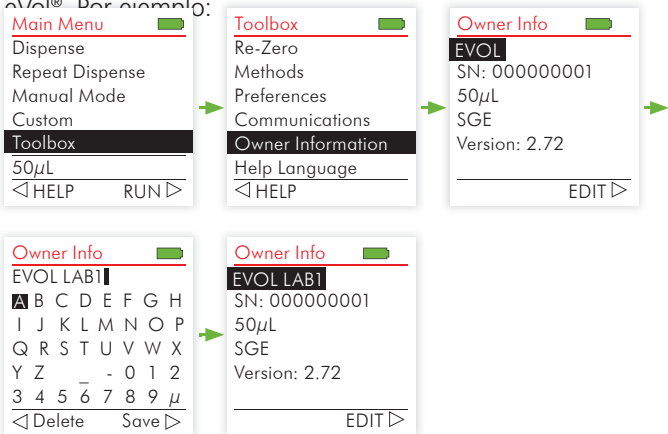 eVol®. Por ejemplo:
Main Menu
Dispense
Repeat Dispense
Manual Mode
Custom
Toolbox
50µL
◁ HELP RUN ▷
Toolbox
Re-Zero
Methods
Preferences
Communications
Owner Information
Help Language
◁ HELP
Owner Info
EVOL
SN: 000000001
50µL
SGE
Version: 2.72
EDIT ▷
Owner Info
EVOL LAB1
A B C D E F G H
I J K L M N O P
Q R S T U V W X
Y Z _ - 0 1 2
3 4 5 6 7 8 9 µ
◁ Delete Save ▷
Owner Info
EVOL LAB1
SN: 000000001
50µL
SGE
Version: 2.72
EDIT ▷